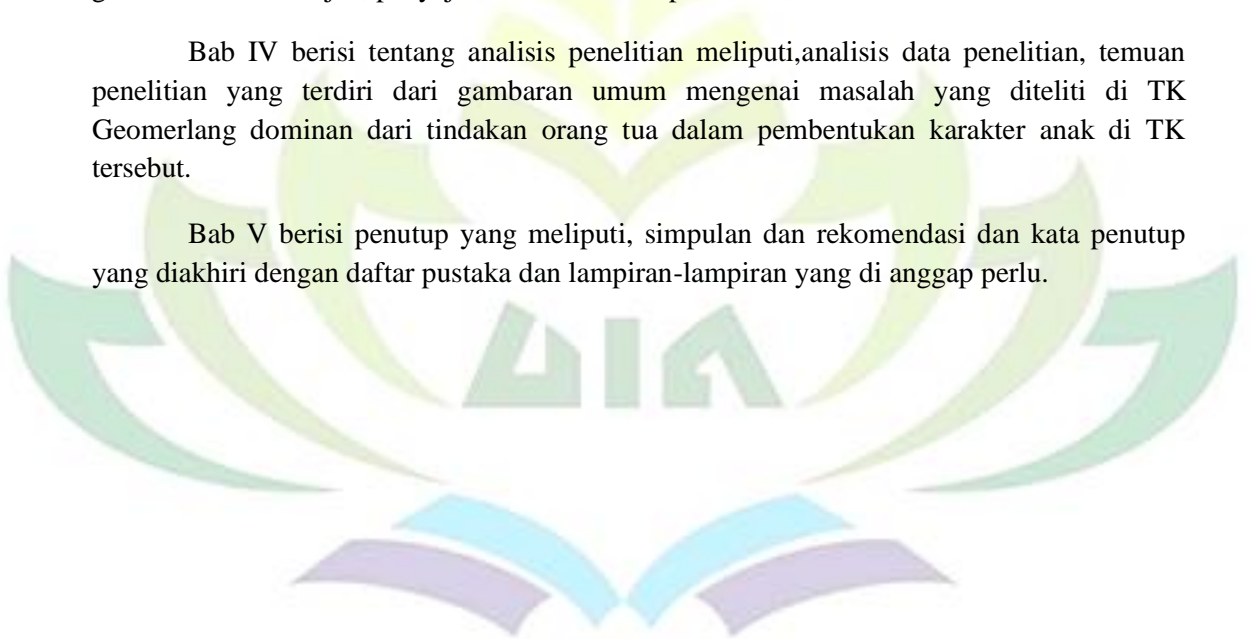 Bab IV berisi tentang analisis penelitian meliputi,analisis data penelitian, temuan
penelitian yang terdiri dari gambaran umum mengenai masalah yang diteliti di TK
Geomerlang dominan dari tindakan orang tua dalam pembentukan karakter anak di TK
tersebut.
Bab V berisi penutup yang meliputi, simpulan dan rekomendasi dan kata penutup
yang diakhiri dengan daftar pustaka dan lampiran-lampiran yang di anggap perlu.